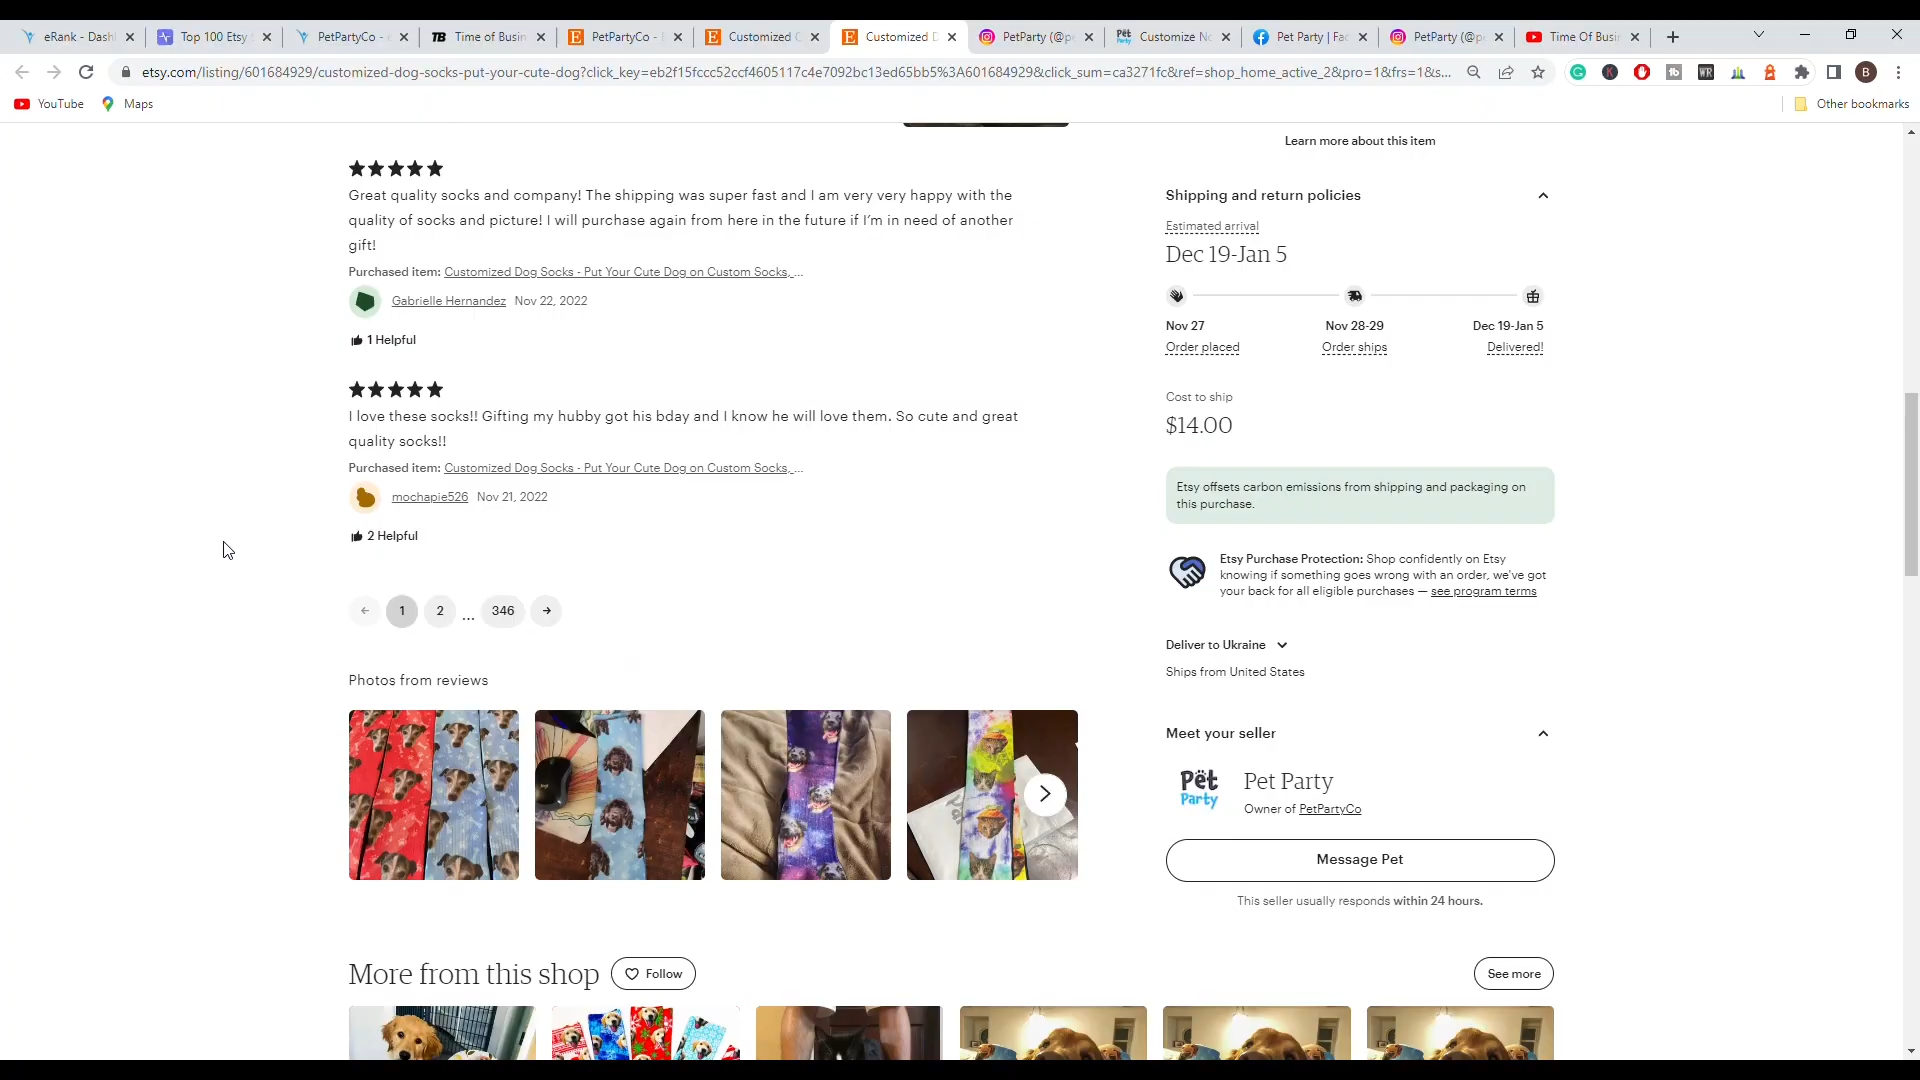 eRank - Dash
Top 100 Etsy
PetPartyCo -
TB Time of Busin
PetPartyCo -
Customized
Customized D
PetParty (@p
Customize N
Pet Party | Fac
PetParty (@p
Time Of Busi
etsy.com/listing/601684929/customized-dog-socks-put-your-cute-dog?click_key=eb2f15fccc52ccf4605117c4e7092bc13ed65bb5%3A601684929&click_sum=ca3271fc&ref=shop_home_active_2&pro=1&frs=1&s...
YouTube
Maps
Other bookmarks
Learn more about this item
Great quality socks and company! The shipping was super fast and I am very very happy with the
quality of socks and picture! I will purchase again from here in the future if I'm in need of another
gift!
Purchased item: Customized Dog Socks - Put Your Cute Dog on Custom Socks, ...
Gabrielle Hernandez Nov 22, 2022
1 Helpful
I love these socks!! Gifting my hubby got his bday and I know he will love them. So cute and great
quality socks!!
Purchased item: Customized Dog Socks - Put Your Cute Dog on Custom Socks, ...
mochapie526 Nov 21, 2022
2 Helpful
1 2 ... 346
Photos from reviews
More from this shop
Follow
See more
Shipping and return policies
Estimated arrival
Dec 19-Jan 5
Nov 27 Nov 28-29 Dec 19-Jan 5
Order placed Order ships Delivered!
Cost to ship
$14.00
Etsy offsets carbon emissions from shipping and packaging on
this purchase.
Etsy Purchase Protection: Shop confidently on Etsy
knowing if something goes wrong with an order, we've got
your back for all eligible purchases — see program terms
Deliver to Ukraine
Ships from United States
Meet your seller
Pët Party
Pet Party
Owner of PetPartyCo
Message Pet
This seller usually responds within 24 hours.